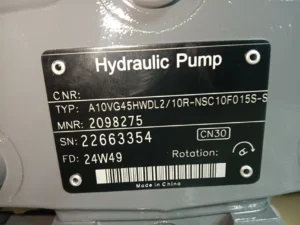 Hydraulic Pump
CNR:
TYP: A10VG45HWDL2/10R-NSC10F015S-S
MNR: 2098275
SN: 22663354 CN30
FD: 24W49 Rotation:
Made in China